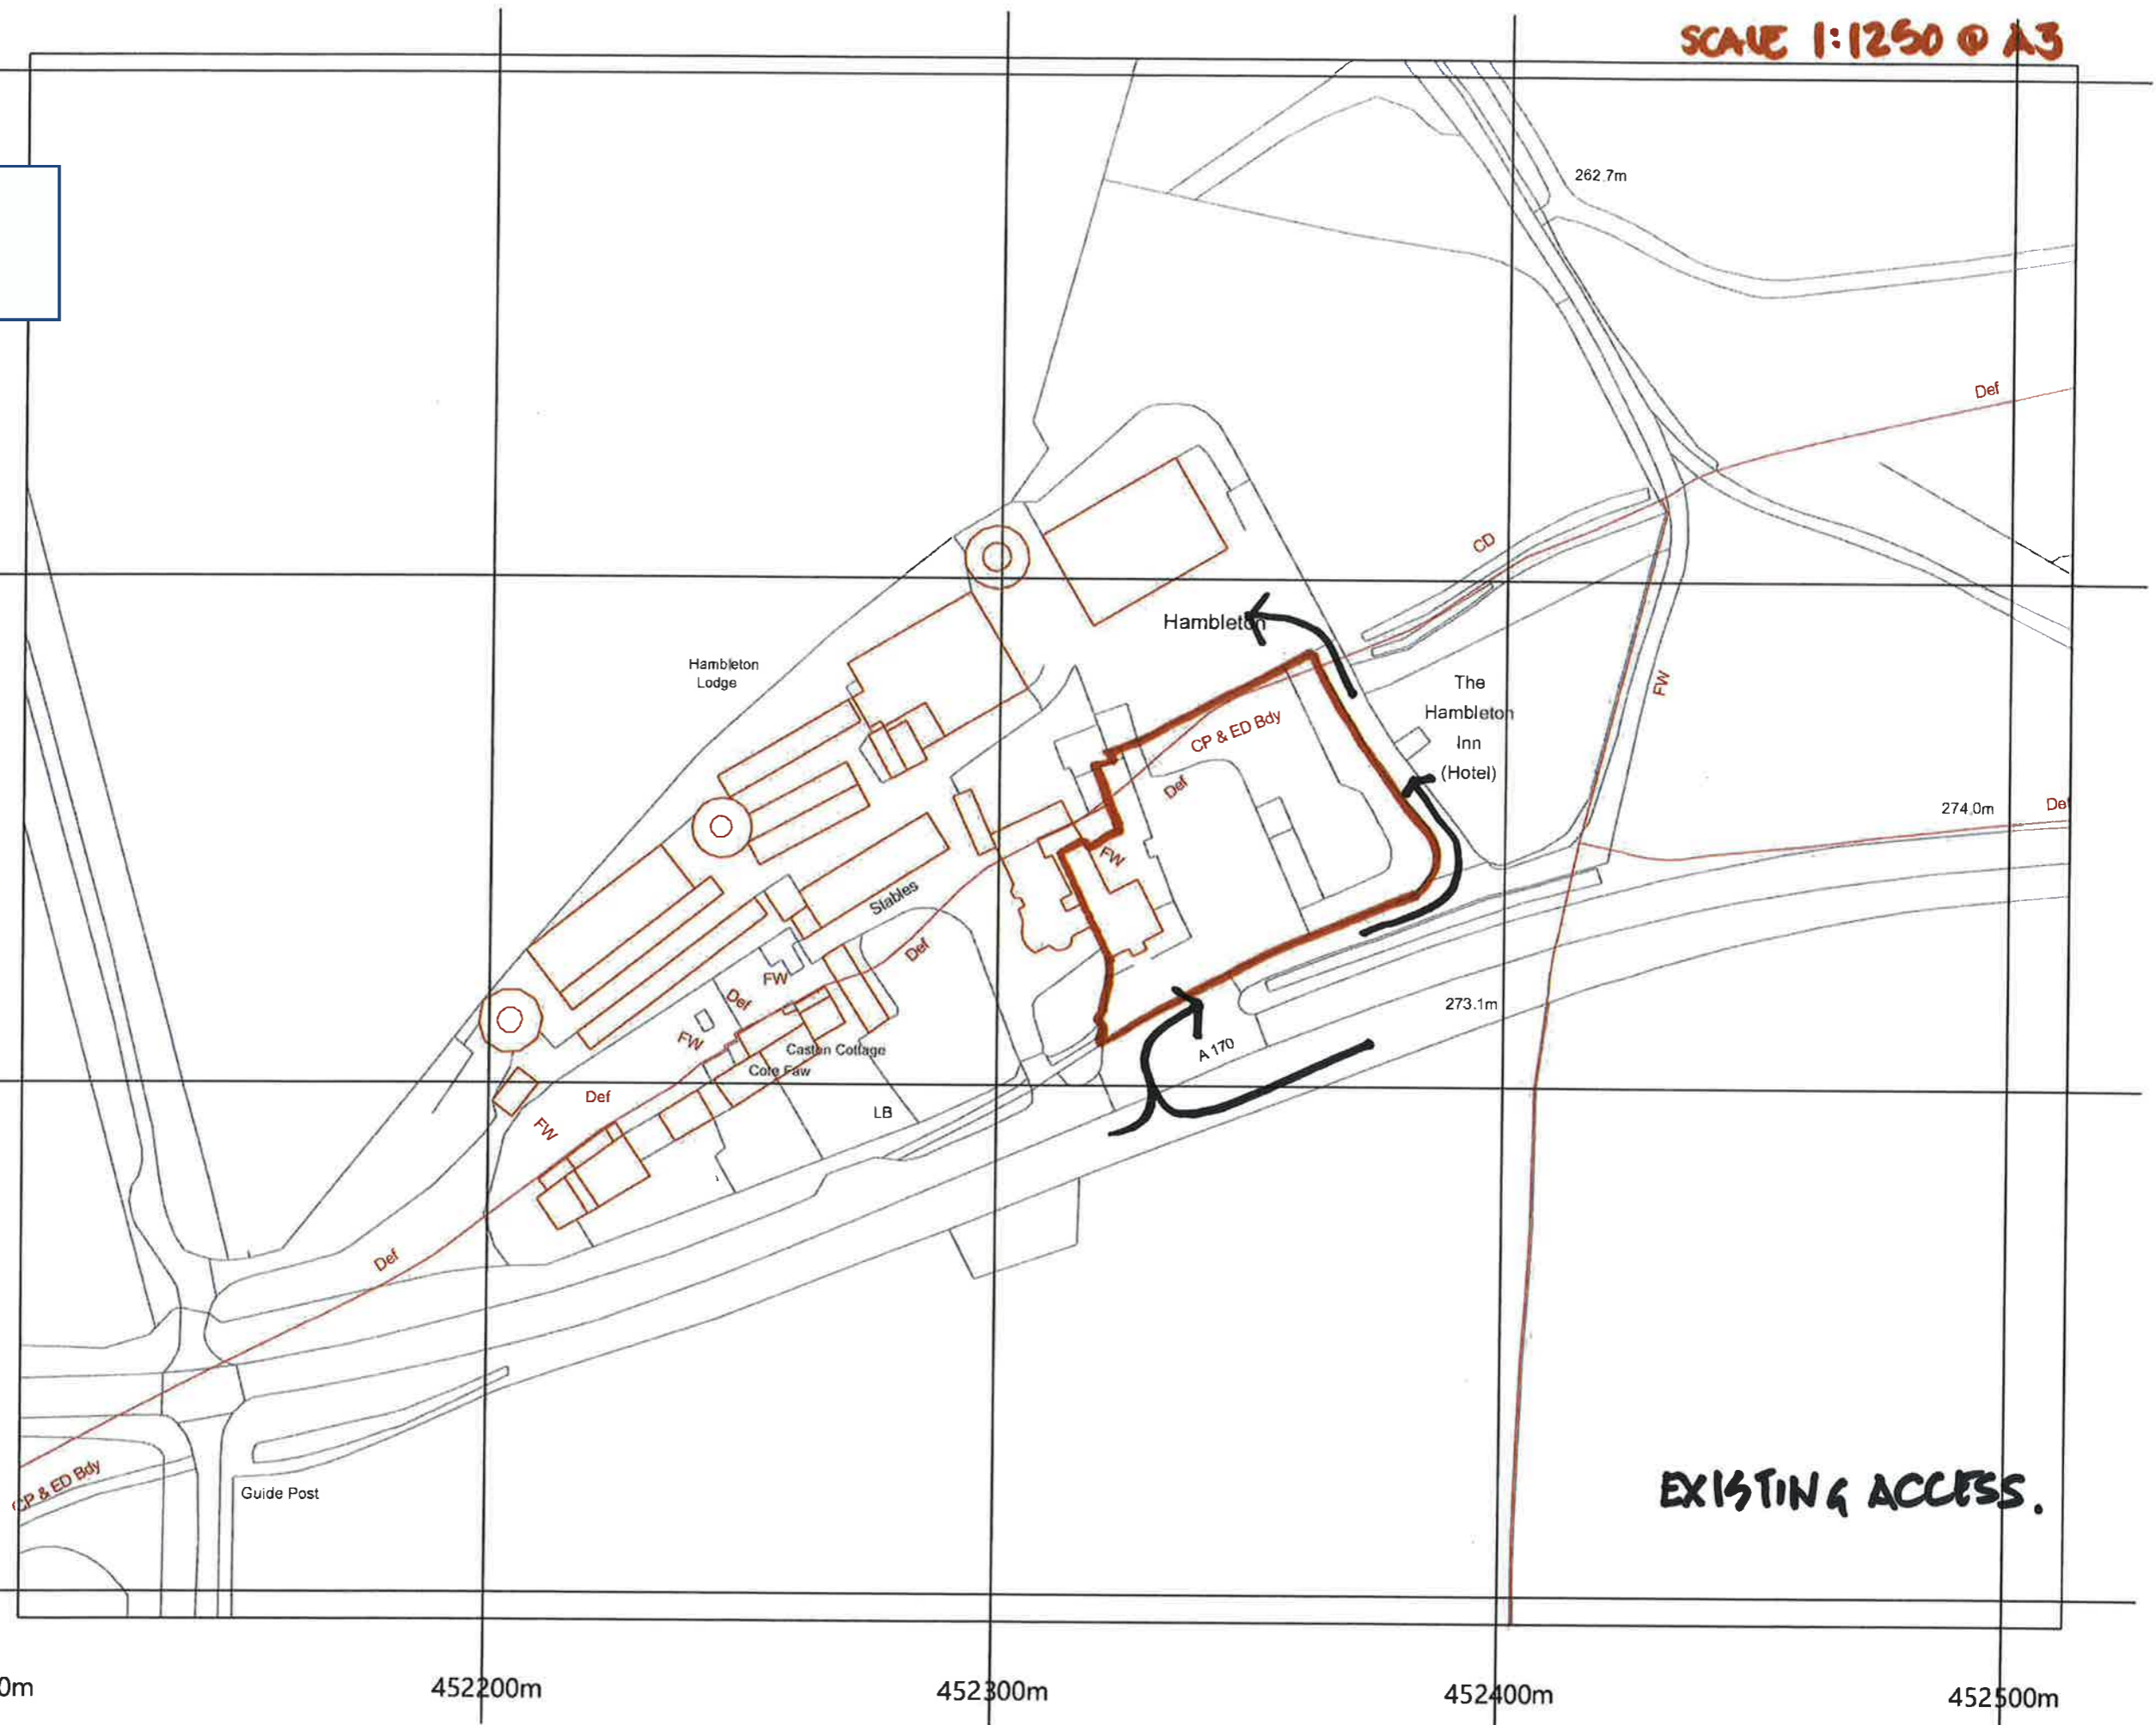 SCALE 1:1250 @ A3
262.7m
Def
CD
Hambleton
Hambleton
Lodge
The
Hambleton
Inn
(Hotel)
FW
CP & ED Bdy
Def
274.0m
Def
FW
Stables
Def
FW
Def
273.1m
FW
A 170
Caston Cottage
Cote Faw
Def
LB
FW
Def
CP & ED Bdy
Guide Post
EXISTING ACCESS.
0m
452200m
452300m
452400m
452500m